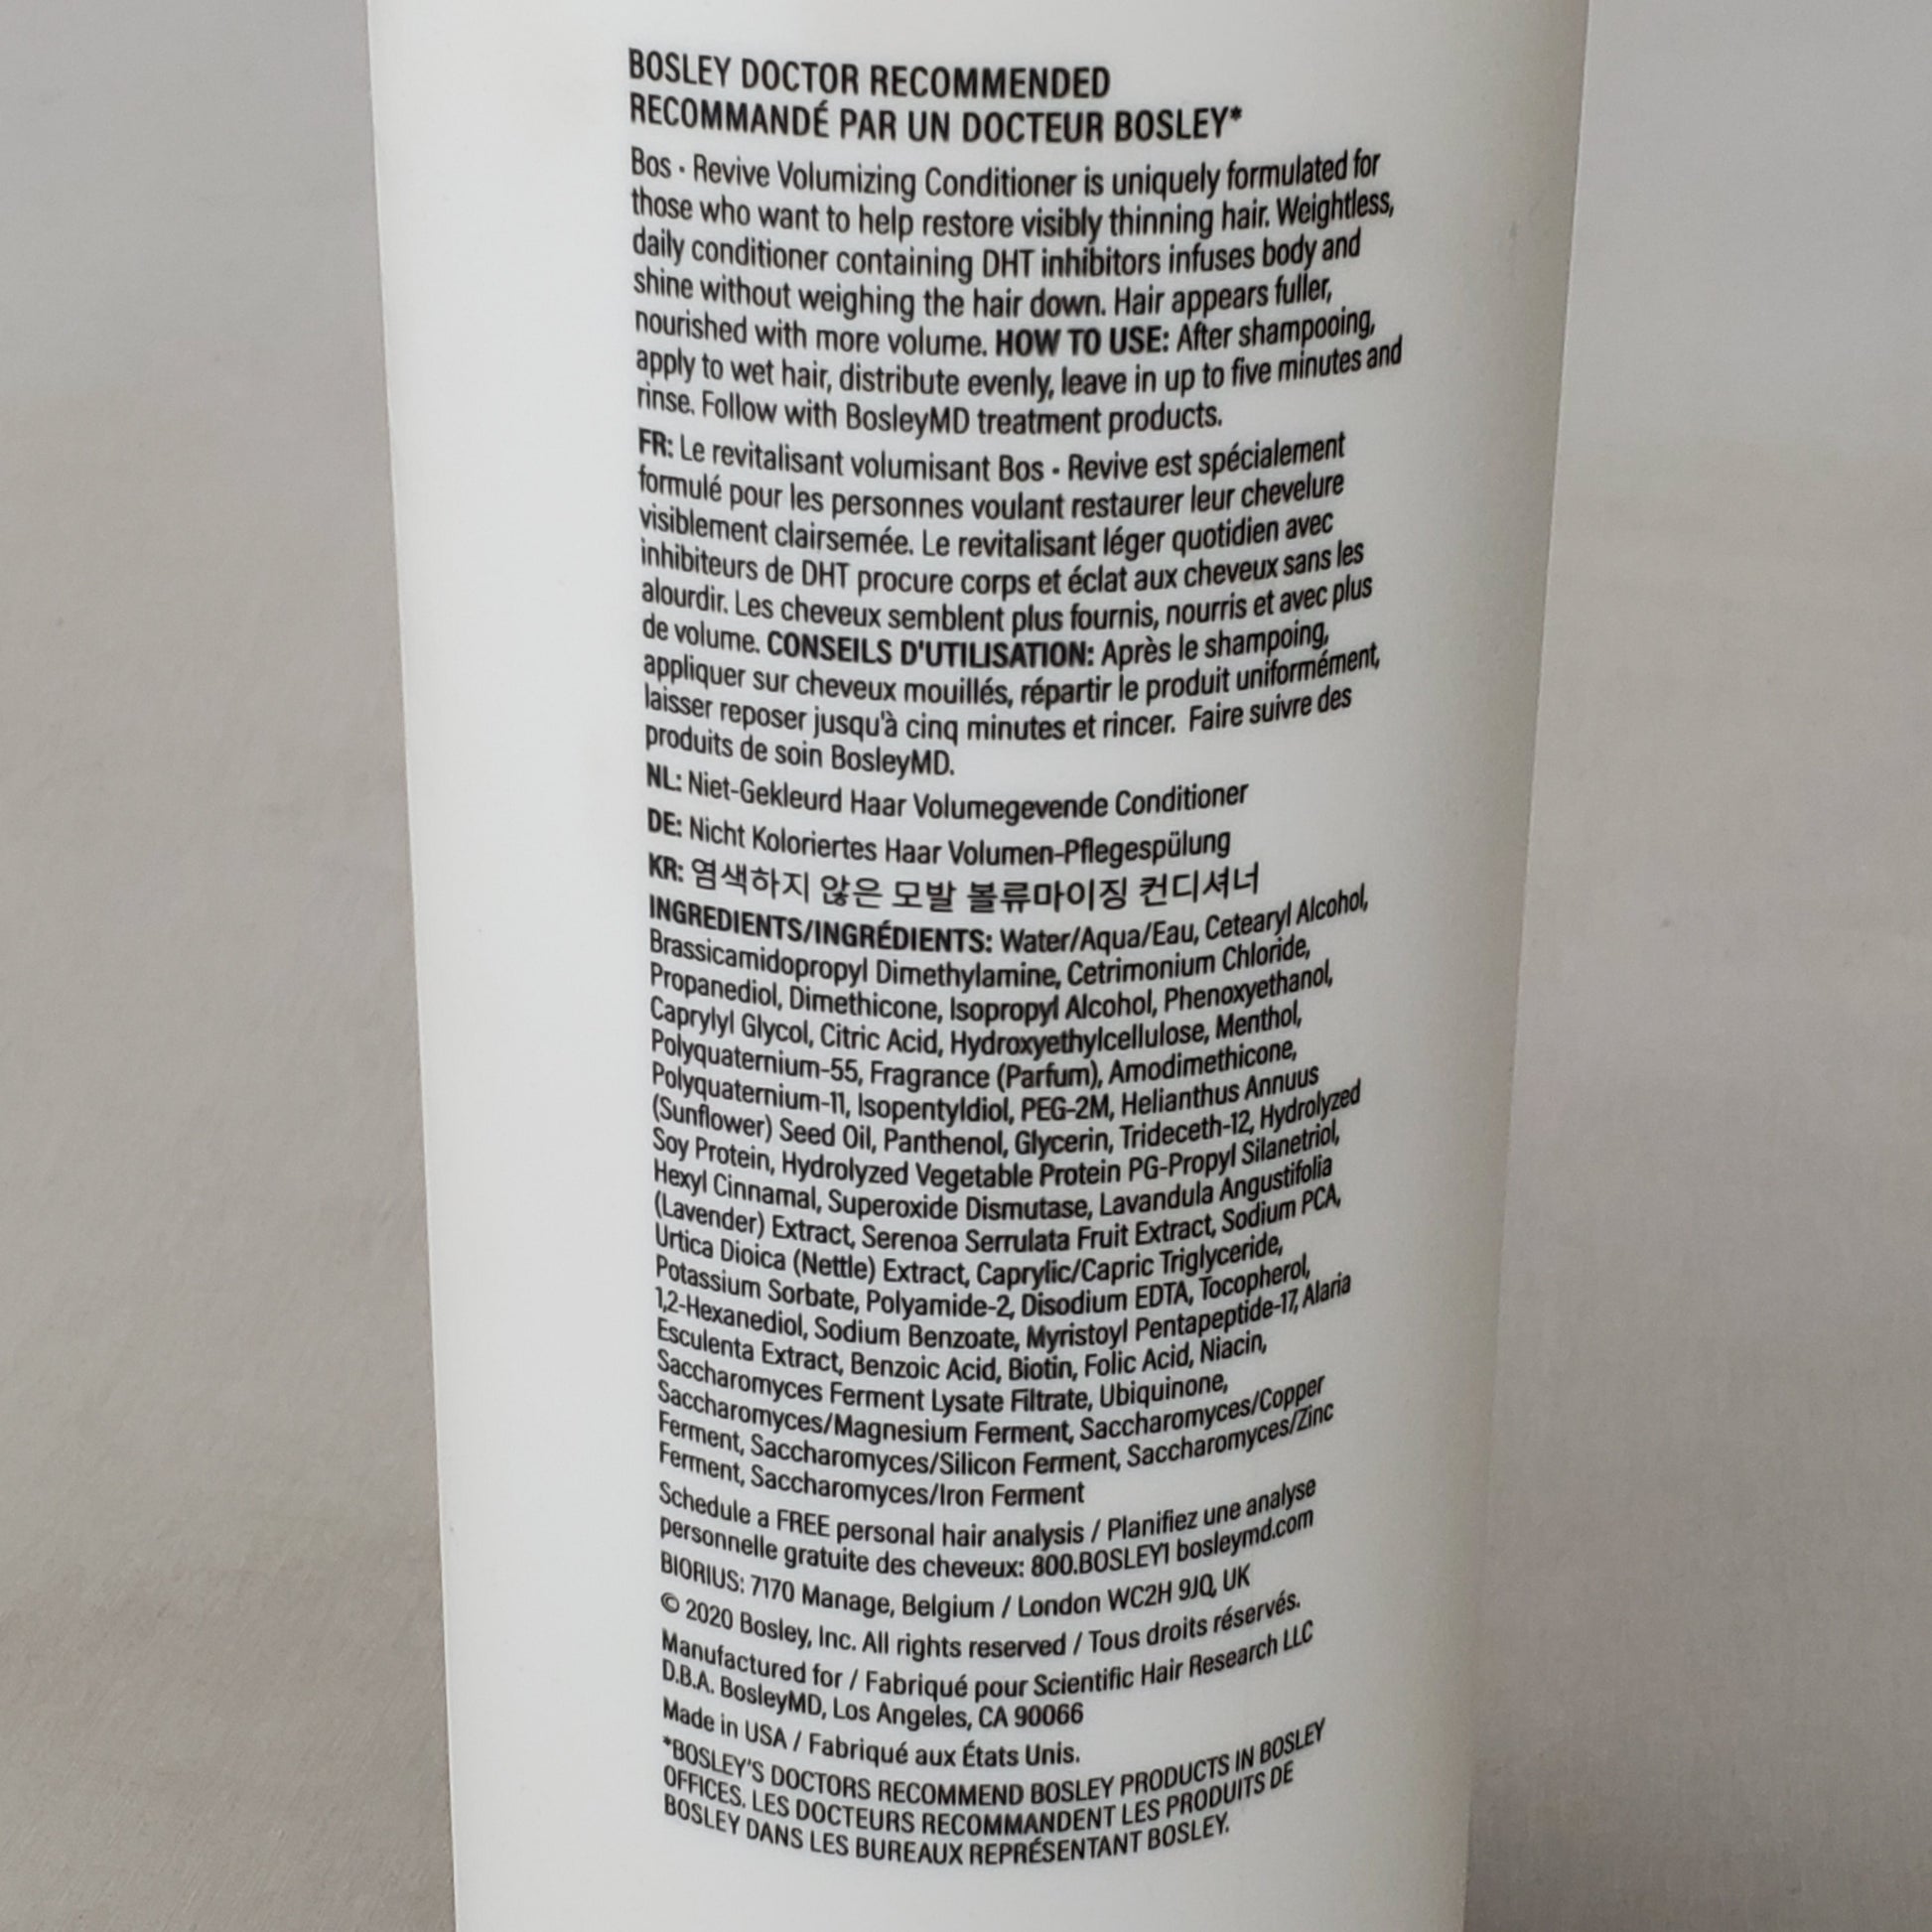 BOSLEY DOCTOR RECOMMENDED
RECOMMANDÉ PAR UN DOCTEUR BOSLEY*
Bos · Revive Volumizing Conditioner is uniquely formulated for
those who want to help restore visibly thinning hair. Weightless,
daily conditioner containing DHT inhibitors infuses body and
shine without weighing the hair down. Hair appears fuller,
nourished with more volume. HOW TO USE: After shampooing,
apply to wet hair, distribute evenly, leave in up to five minutes and
rinse. Follow with BosleyMD treatment products.
FR: Le revitalisant volumisant Bos · Revive est spécialement
formulé pour les personnes voulant restaurer leur chevelure
visiblement clairsemée. Le revitalisant léger quotidien avec
inhibiteurs de DHT procure corps et éclat aux cheveux sans les
alourdir. Les cheveux semblent plus fournis, nourris et avec plus
de volume. CONSEILS D'UTILISATION: Après le shampoing,
appliquer sur cheveux mouillés, répartir le produit uniformément,
laisser reposer jusqu'à cinq minutes et rincer. Faire suivre des
produits de soin BosleyMD.
NL: Niet-Gekleurd Haar Volumegevende Conditioner
DE: Nicht Koloriertes Haar Volumen-Pflegespülung
KR: 염색하지 않은 모발 볼류마이징 컨디셔너
INGREDIENTS/INGRÉDIENTS: Water/Aqua/Eau, Cetearyl Alcohol,
Brassicamidopropyl Dimethylamine, Cetrimonium Chloride,
Propanediol, Dimethicone, Isopropyl Alcohol, Phenoxyethanol,
Caprylyl Glycol, Citric Acid, Hydroxyethylcellulose, Menthol,
Polyquaternium-55, Fragrance (Parfum), Amodimethicone,
Polyquaternium-11, Isopentyldiol, PEG-2M, Helianthus Annuus
(Sunflower) Seed Oil, Panthenol, Glycerin, Trideceth-12, Hydrolyzed
Soy Protein, Hydrolyzed Vegetable Protein PG-Propyl Silanetriol,
Hexyl Cinnamal, Superoxide Dismutase, Lavandula Angustifolia
(Lavender) Extract, Serenoa Serrulata Fruit Extract, Sodium PCA,
Urtica Dioica (Nettle) Extract, Caprylic/Capric Triglyceride,
Potassium Sorbate, Polyamide-2, Disodium EDTA, Tocopherol,
1,2-Hexanediol, Sodium Benzoate, Myristoyl Pentapeptide-17, Alaria
Esculenta Extract, Benzoic Acid, Biotin, Folic Acid, Niacin,
Saccharomyces Ferment Lysate Filtrate, Ubiquinone,
Saccharomyces/Magnesium Ferment, Saccharomyces/Copper
Ferment, Saccharomyces/Silicon Ferment, Saccharomyces/Zinc
Ferment, Saccharomyces/Iron Ferment
Schedule a FREE personal hair analysis / Planifiez une analyse
personnelle gratuite des cheveux: 800.BOSLEY1 bosleymd.com
BIORIUS: 7170 Manage, Belgium / London WC2H 9JQ, UK
© 2020 Bosley, Inc. All rights reserved / Tous droits réservés.
Manufactured for / Fabriqué pour Scientific Hair Research LLC
D.B.A. BosleyMD, Los Angeles, CA 90066
Made in USA / Fabriqué aux États Unis.
*BOSLEY'S DOCTORS RECOMMEND BOSLEY PRODUCTS IN BOSLEY
OFFICES. LES DOCTEURS RECOMMANDENT LES PRODUITS DE
BOSLEY DANS LES BUREAUX REPRÉSENTANT BOSLEY.